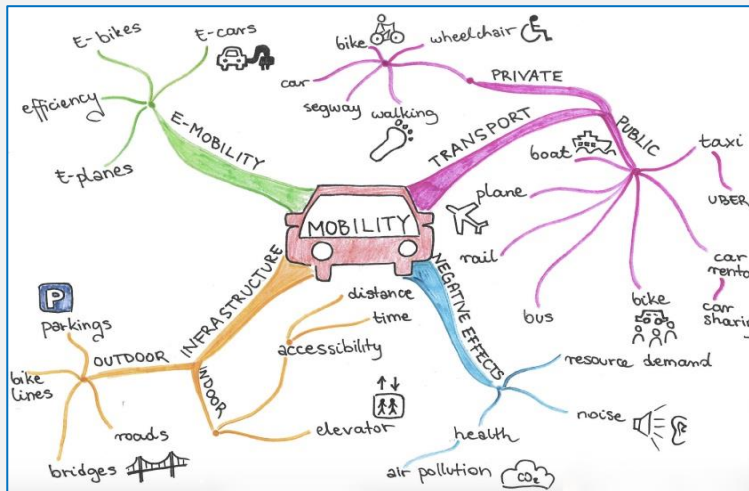 MOBILITY
E-MOBILITY
E-bikes
E-cars
efficiency
E-planes
TRANSPORT
PRIVATE
bike
wheelchair
car
segway
walking
PUBLIC
boat
plane
rail
bus
bike
taxi
UBER
car
renta
car
sharing
NEGATIVE EFFECTS
resource demand
noise
health
air pollution
CO₂
INFRASTRUCTURE
OUTDOOR
P
parkings
bike
lines
roads
bridges
INDOOR
accessibility
distance
time
elevator